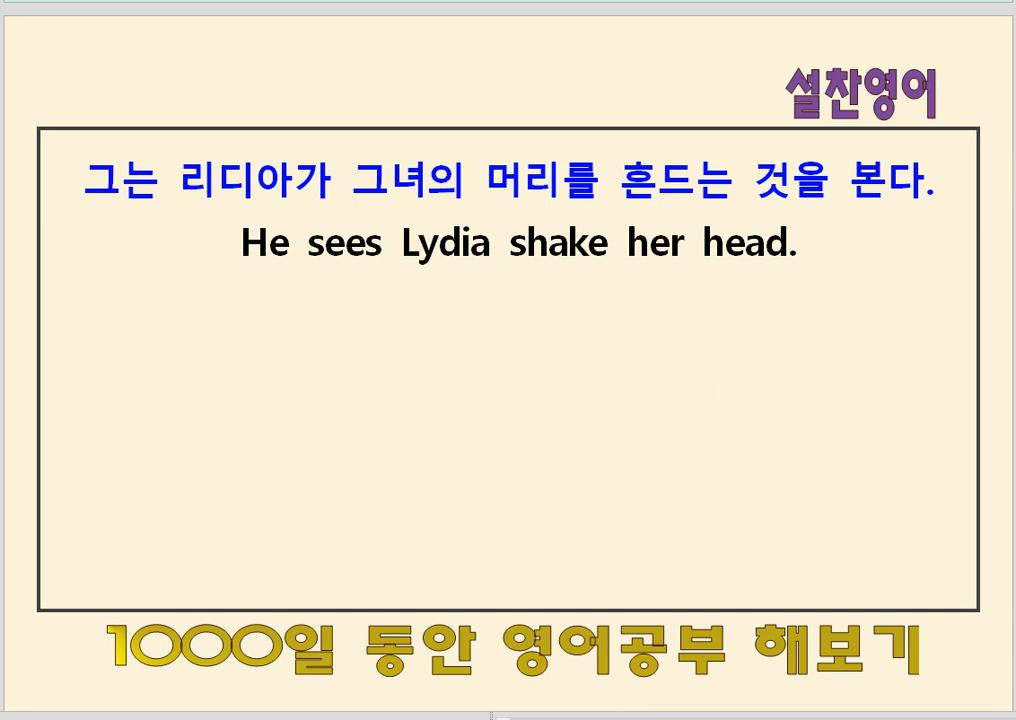 설찬영어
그는 리디아가 그녀의 머리를 흔드는 것을 본다.
He sees Lydia shake her head.
1000일 동안 영어공부 해보기